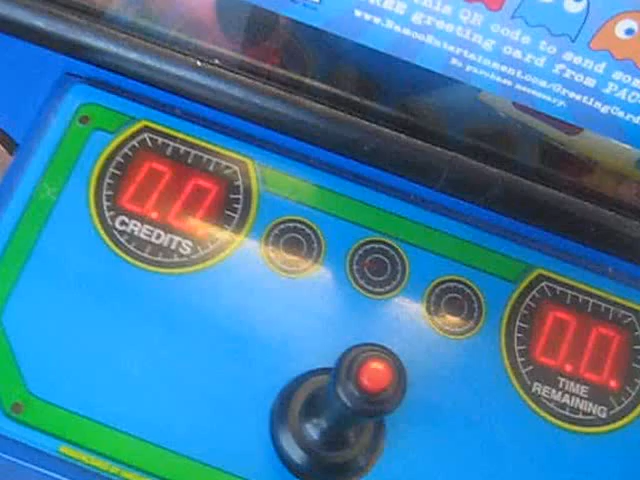 this QR code to send som
FREE greeting card from PAC
www.NamcoEntertainment.com/GreetingCard
No purchase necessary.
0.0
CREDITS
0.0.
TIME
REMAINING